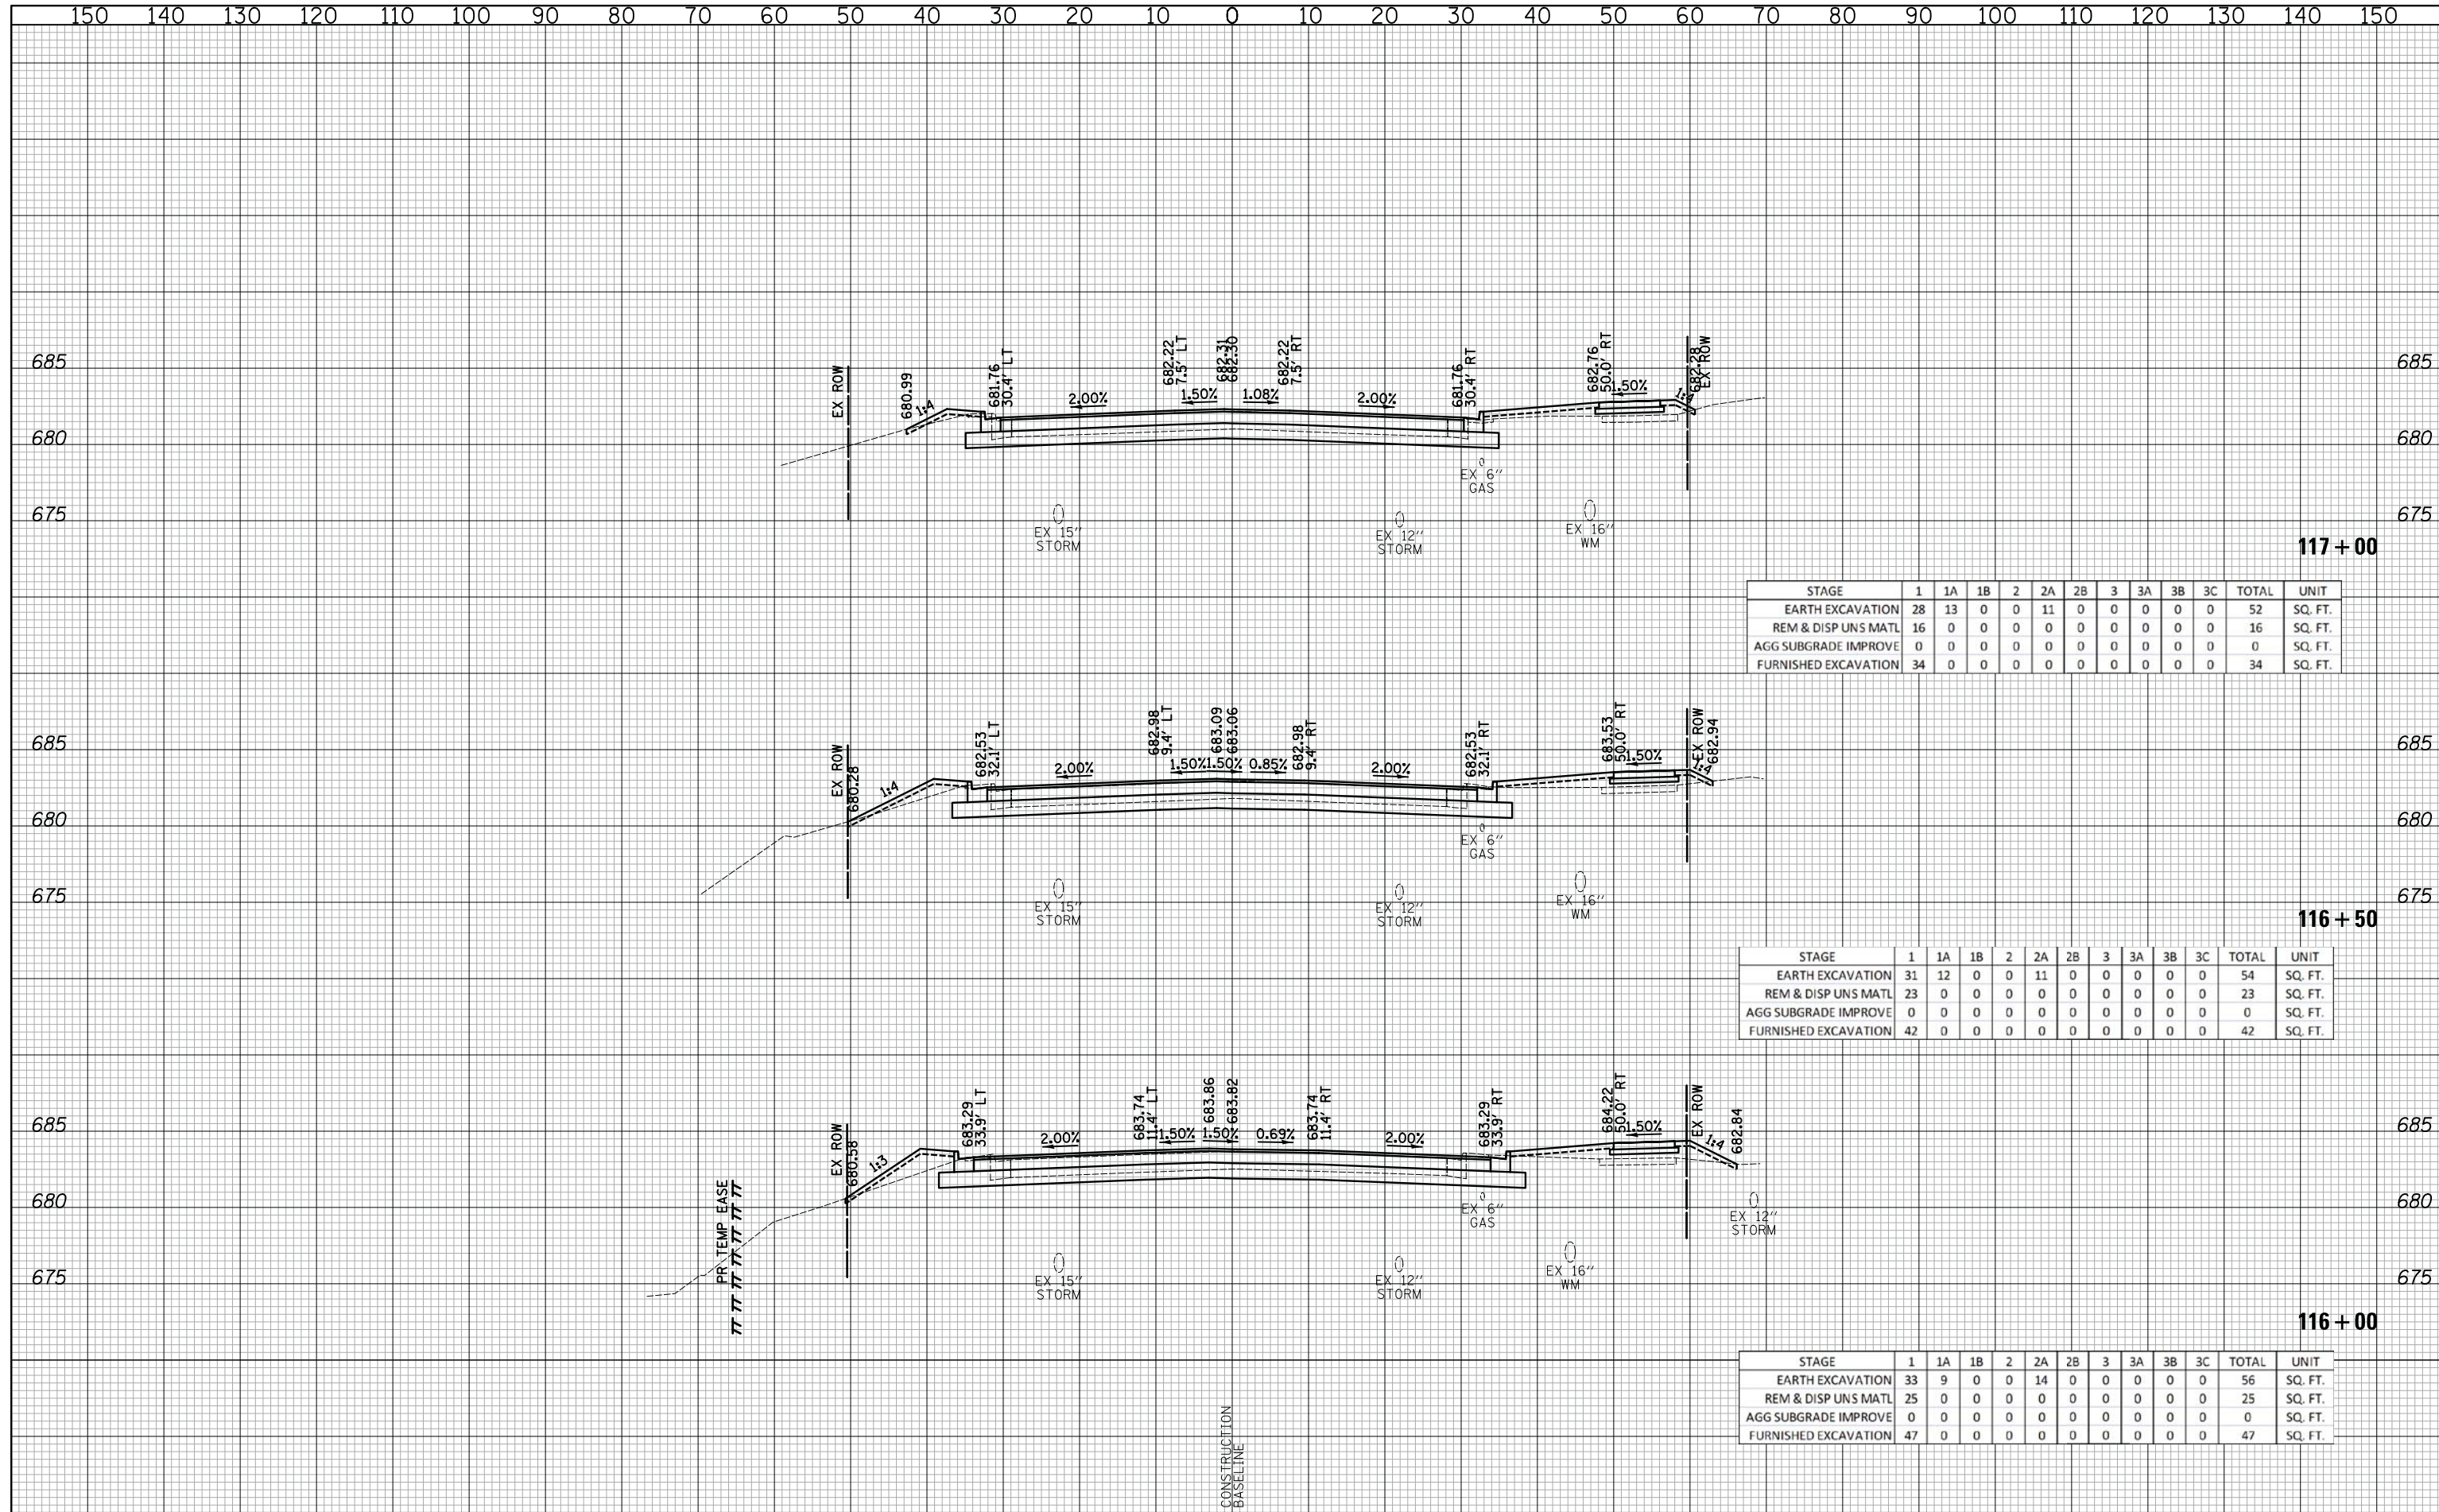 150 140 130 120 110 100 90 80 70 60 50 40 30 20 10 0 10 20 30 40 50 60 70 80 90 100 110 120 130 140 150
685 685
680 680
675 675
EX ROW
680.99
1:4
681.76
30.4' LT
2.00%
682.22
7.5' LT
1.50%
682.31
682.30
1.08%
682.22
7.5' RT
2.00%
681.76
30.4' RT
682.76
50.0' RT
1.50%
1:4
682.28
EX ROW
EX 6''
GAS
EX 15''
STORM
EX 12''
STORM
EX 16''
WM
117+00
STAGE 1 1A 1B 2 2A 2B 3 3A 3B 3C TOTAL UNIT
EARTH EXCAVATION 28 13 0 0 11 0 0 0 0 0 52 SQ. FT.
REM & DISP UNS MATL 16 0 0 0 0 0 0 0 0 0 16 SQ. FT.
AGG SUBGRADE IMPROVE 0 0 0 0 0 0 0 0 0 0 0 SQ. FT.
FURNISHED EXCAVATION 34 0 0 0 0 0 0 0 0 0 34 SQ. FT.
685 685
680 680
675 675
EX ROW
680.28
1:4
682.53
32.1' LT
2.00%
682.98
9.4' LT
1.50%
683.09
683.06
1.50%
0.85%
682.98
9.4' RT
2.00%
682.53
32.1' RT
683.53
50.0' RT
1.50%
EX ROW
1:4
682.94
EX 6''
GAS
EX 15''
STORM
EX 12''
STORM
EX 16''
WM
116+50
STAGE 1 1A 1B 2 2A 2B 3 3A 3B 3C TOTAL UNIT
EARTH EXCAVATION 31 12 0 0 11 0 0 0 0 0 54 SQ. FT.
REM & DISP UNS MATL 23 0 0 0 0 0 0 0 0 0 23 SQ. FT.
AGG SUBGRADE IMPROVE 0 0 0 0 0 0 0 0 0 0 0 SQ. FT.
FURNISHED EXCAVATION 42 0 0 0 0 0 0 0 0 0 42 SQ. FT.
685 685
680 680
675 675
PR TEMP EASE
EX ROW
680.58
1:3
683.29
33.9' LT
2.00%
683.74
11.4' LT
1.50%
683.86
683.82
1.50%
0.69%
683.74
11.4' RT
2.00%
683.29
33.9' RT
684.22
50.0' RT
1.50%
EX ROW
1:4
682.84
EX 6''
GAS
EX 12''
STORM
EX 15''
STORM
EX 12''
STORM
EX 16''
WM
116+00
STAGE 1 1A 1B 2 2A 2B 3 3A 3B 3C TOTAL UNIT
EARTH EXCAVATION 33 9 0 0 14 0 0 0 0 0 56 SQ. FT.
REM & DISP UNS MATL 25 0 0 0 0 0 0 0 0 0 25 SQ. FT.
AGG SUBGRADE IMPROVE 0 0 0 0 0 0 0 0 0 0 0 SQ. FT.
FURNISHED EXCAVATION 47 0 0 0 0 0 0 0 0 0 47 SQ. FT.
CONSTRUCTION
BASELINE